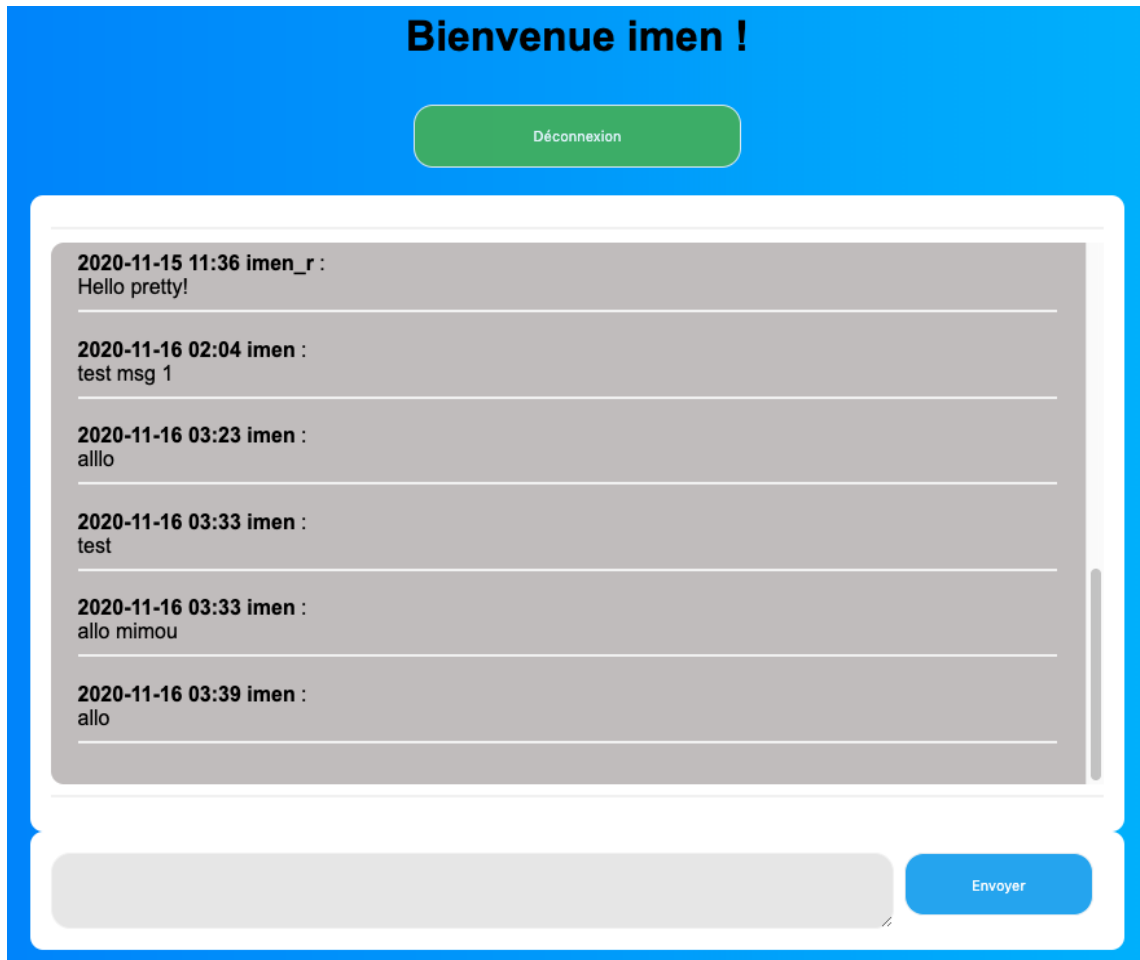 Bienvenue imen !
Déconnexion
2020-11-15 11:36 imen_r :
Hello pretty!
2020-11-16 02:04 imen :
test msg 1
2020-11-16 03:23 imen :
alllo
2020-11-16 03:33 imen :
test
2020-11-16 03:33 imen :
allo mimou
2020-11-16 03:39 imen :
allo
Envoyer